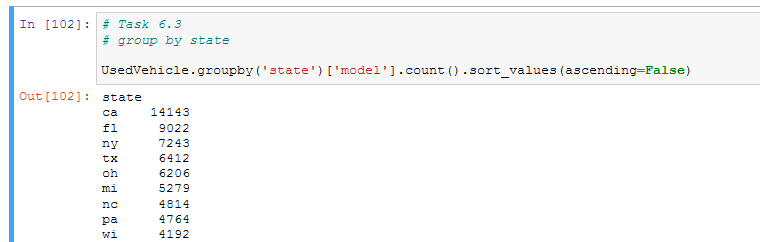 In [102]: # Task 6.3
# group by state
UsedVehicle.groupby('state')['model'].count().sort_values(ascending=False)
Out[102]: state
ca    14143
fl     9022
ny     7243
tx     6412
oh     6206
mi     5279
nc     4814
pa     4764
wi     4192